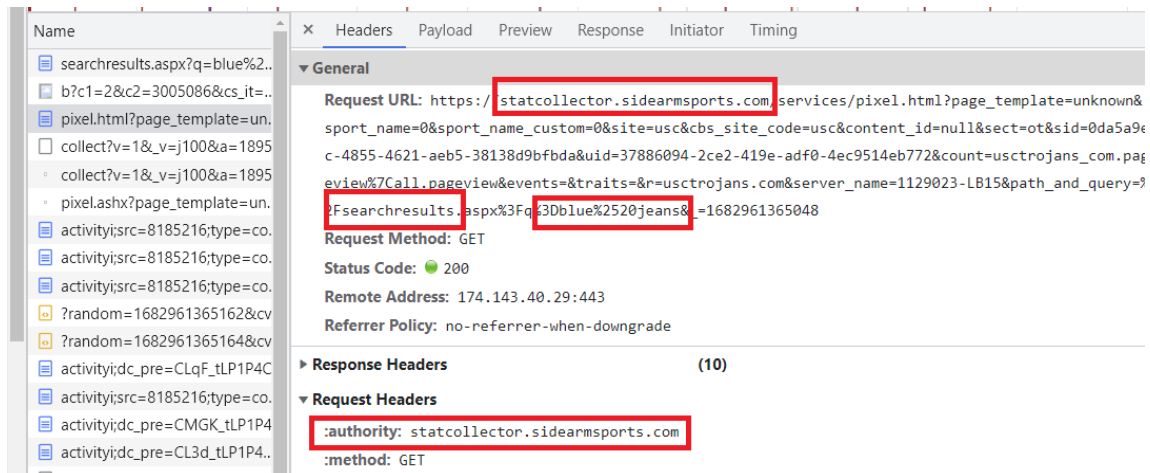 Name
searchresults.aspx?q=blue%2..
b?c1=2&c2=3005086&cs_it=..
pixel.html?page_template=un.
collect?v=1&_v=j100&a=1895
collect?v=1&_v=j100&a=1895
pixel.ashx?page_template=un.
activityi;src=8185216;type=co.
activityi;src=8185216;type=co.
activityi;src=8185216;type=co.
?random=1682961365162&cv
?random=1682961365164&cv
activityi;dc_pre=CLqF_tLP1P4C
activityi;src=8185216;type=co.
activityi;dc_pre=CMGK_tLP1P4
activityi;dc_pre=CL3d_tLP1P4..
× Headers Payload Preview Response Initiator Timing
▾ General
Request URL: https://statcollector.sidearmsports.com/services/pixel.html?page_template=unknown&
sport_name=0&sport_name_custom=0&site=usc&cbs_site_code=usc&content_id=null&sect=ot&sid=0da5a9e
c-4855-4621-aeb5-38138d9bfbda&uid=37886094-2ce2-419e-adf0-4ec9514eb772&count=usctrojans_com.pag
eview%7Call.pageview&events=&traits=&r=usctrojans.com&server_name=1129023-LB15&path_and_query=%
2Fsearchresults.aspx%3Fq%3Dblue%2520jeans&_=1682961365048
Request Method: GET
Status Code: 200
Remote Address: 174.143.40.29:443
Referrer Policy: no-referrer-when-downgrade
▸ Response Headers (10)
▾ Request Headers
:authority: statcollector.sidearmsports.com
:method: GET